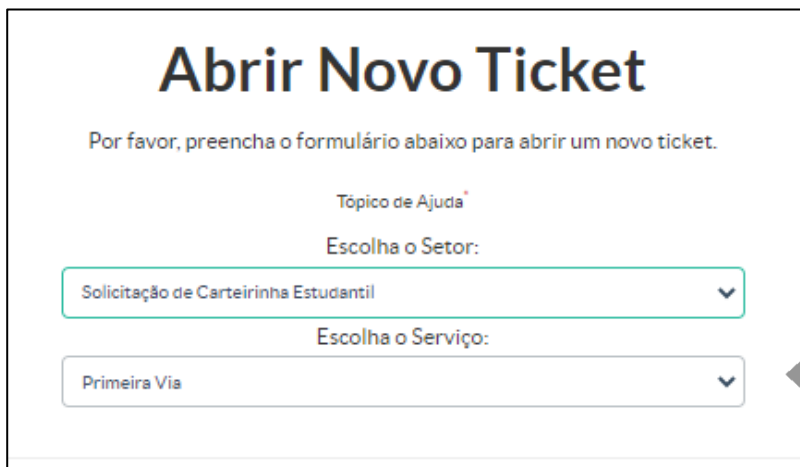 Abrir Novo Ticket
Por favor, preencha o formulário abaixo para abrir um novo ticket.
Tópico de Ajuda*
Escolha o Setor:
Solicitação de Carteirinha Estudantil
Escolha o Serviço:
Primeira Via